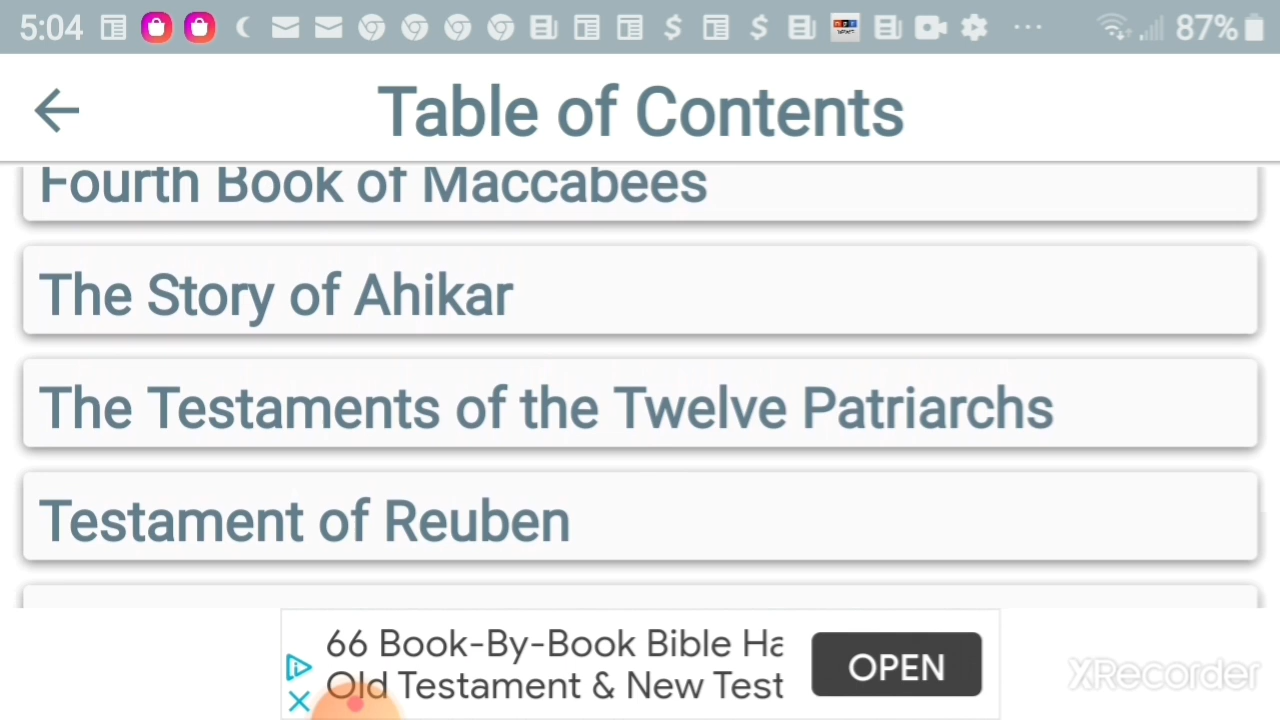 5:04
87%
Table of Contents
Fourth Book of Maccabees
The Story of Ahikar
The Testaments of the Twelve Patriarchs
Testament of Reuben
66 Book-By-Book Bible Ha
Old Testament & New Test
OPEN
XRecorder